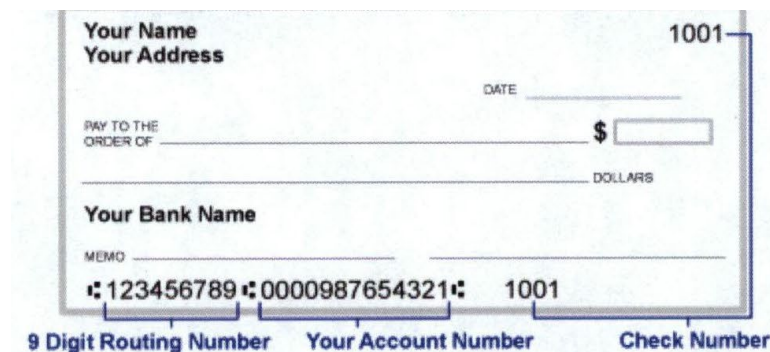 Your Name 1001
Your Address
DATE
PAY TO THE
ORDER OF $
DOLLARS
Your Bank Name
MEMO
⑆123456789⑆0000987654321⑆ 1001
9 Digit Routing Number Your Account Number Check Number